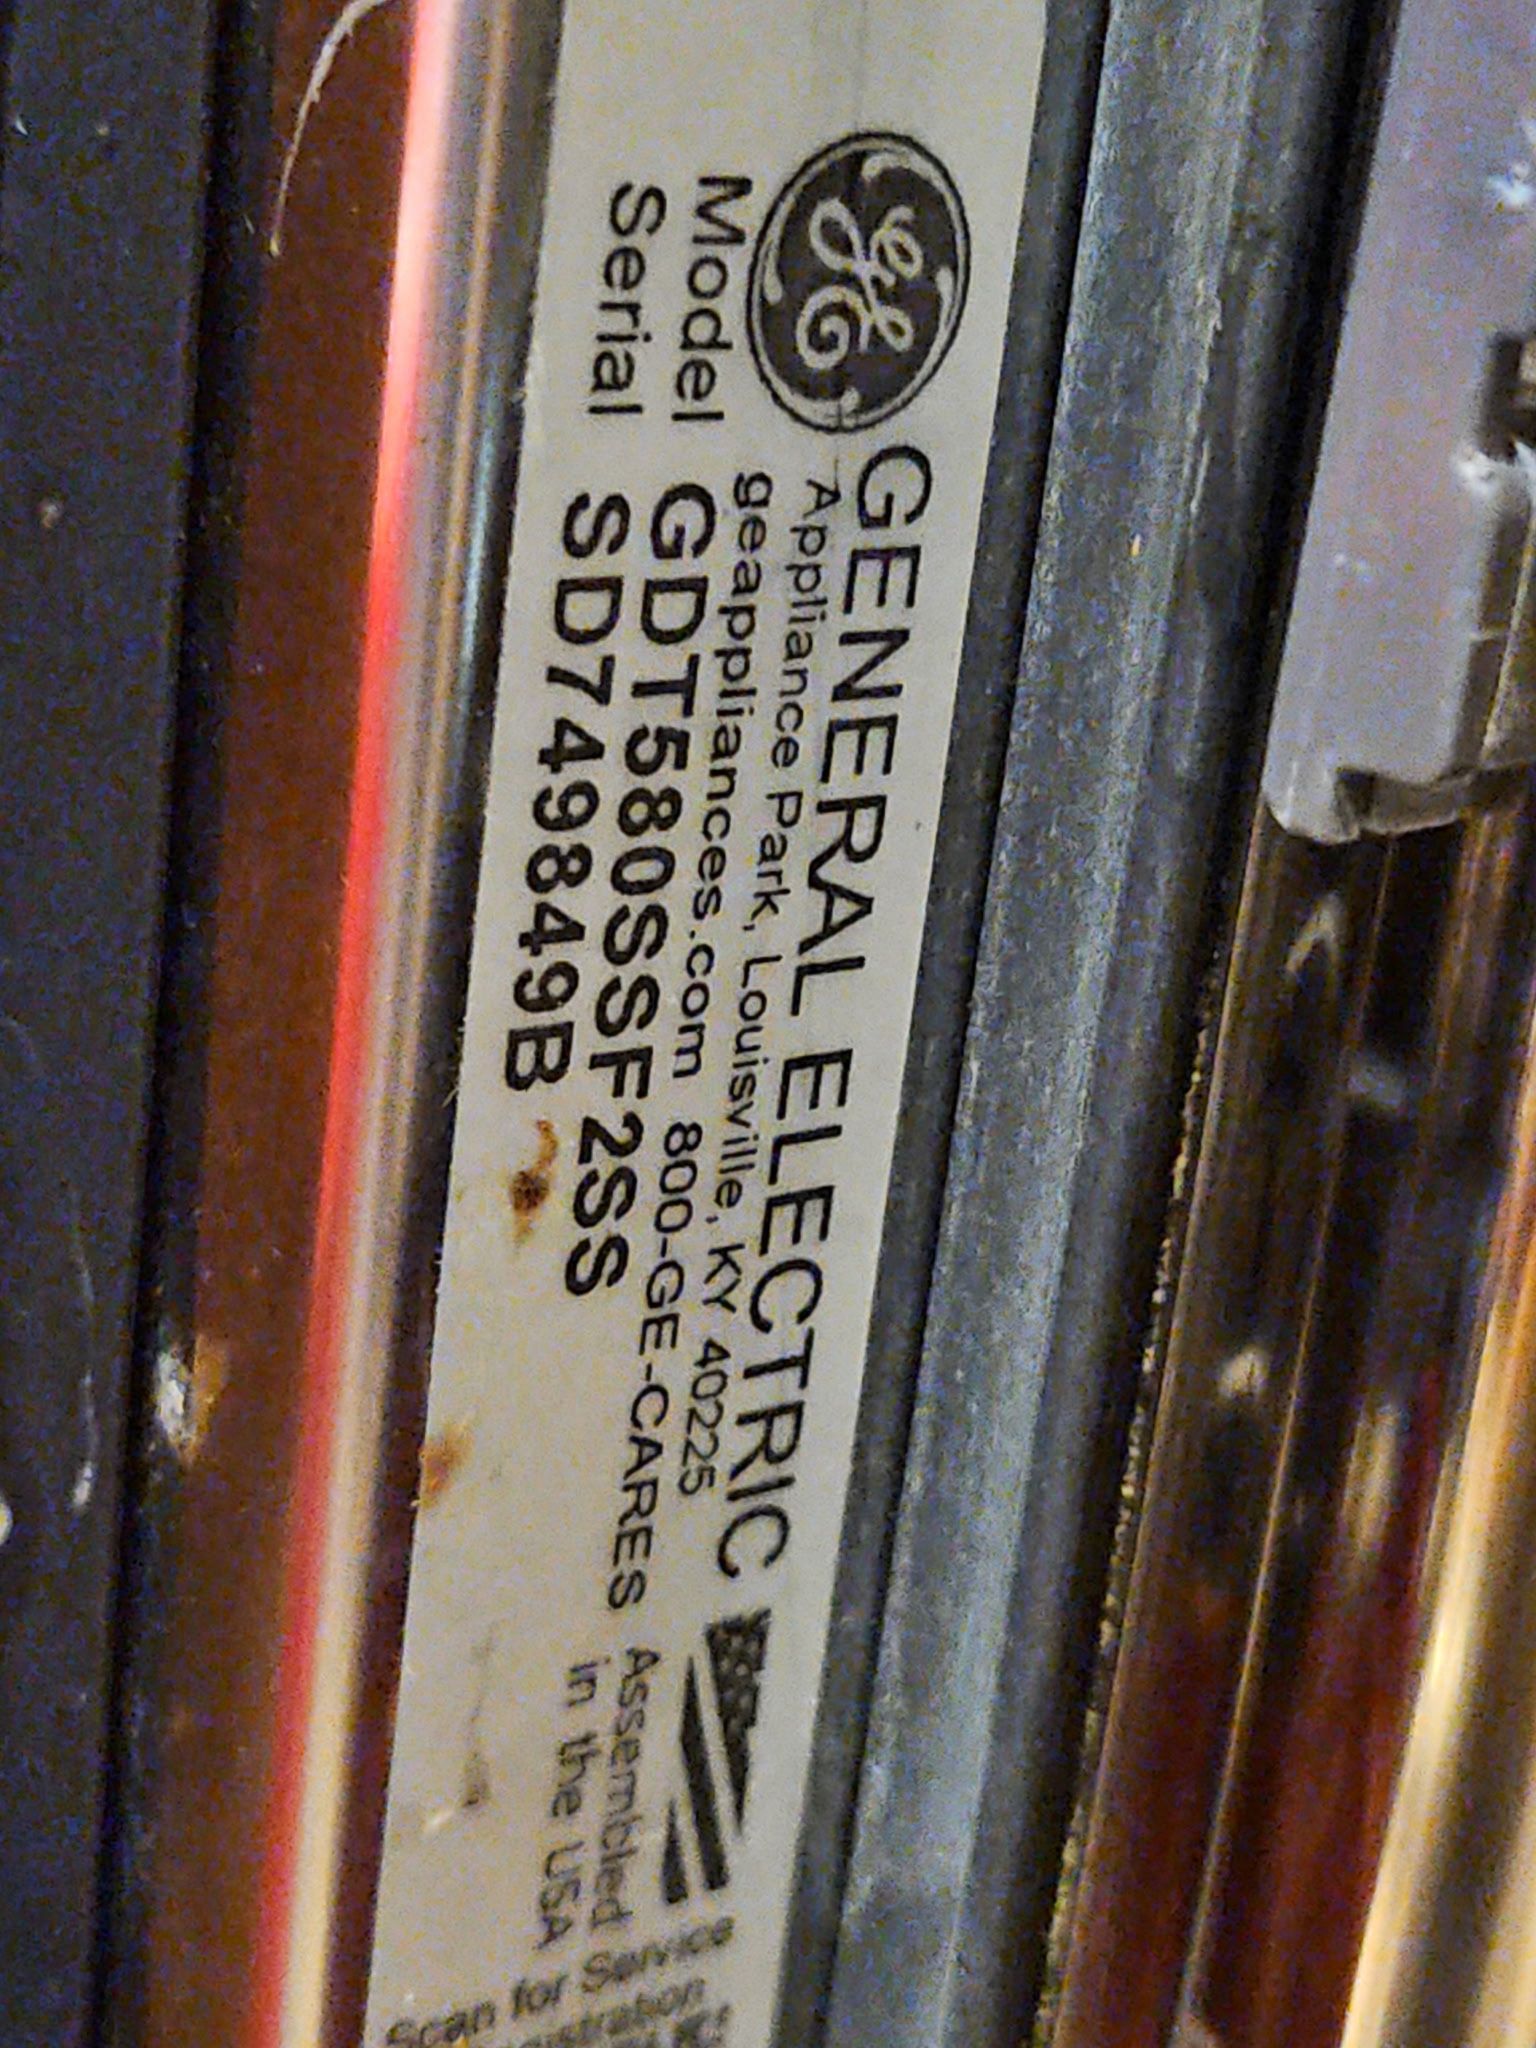 GE
GENERAL ELECTRIC
Appliance Park, Louisville, KY 40225
geappliances.com 800-GE-CARES
Model GDT580SSF2SS
Serial SD749849B
Assembled
in the USA
Scan for Service